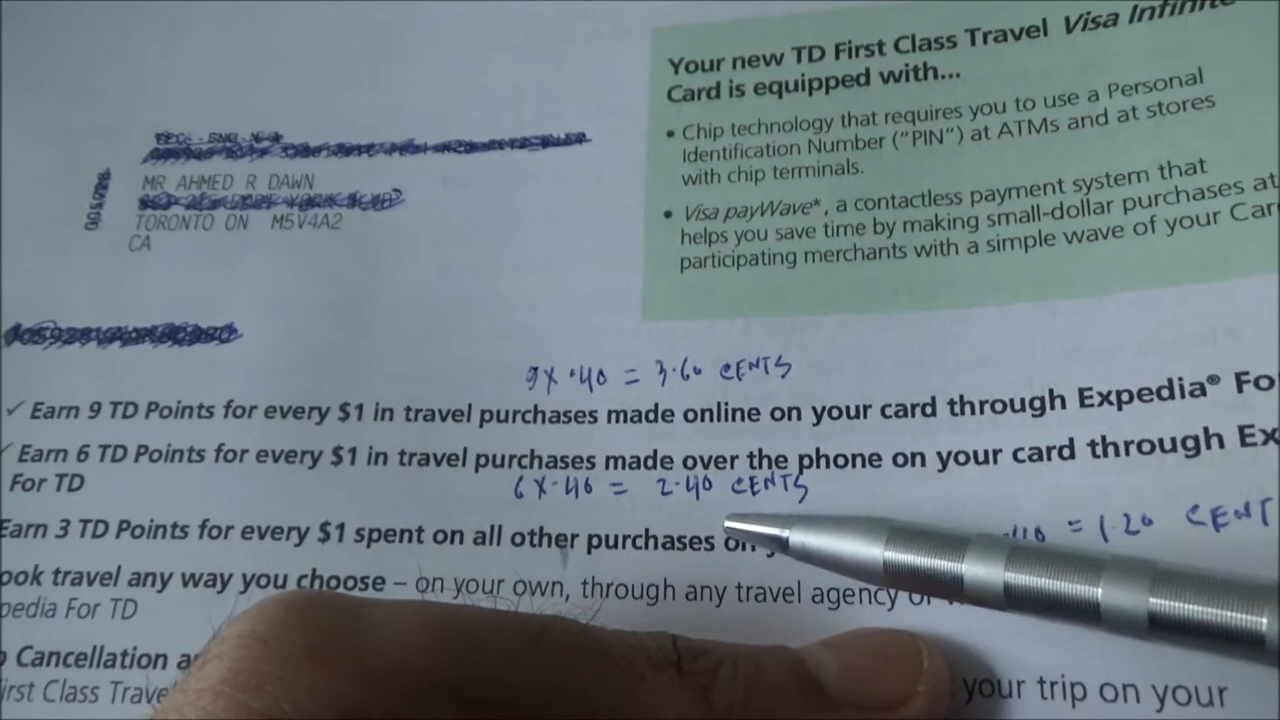 Your new TD First Class Travel Visa Infinite
Card is equipped with...
• Chip technology that requires you to use a Personal
Identification Number ("PIN") at ATMs and at stores
with chip terminals.
• Visa payWave*, a contactless payment system that
helps you save time by making small-dollar purchases at
participating merchants with a simple wave of your Car
MR AHMED R DAWN
TORONTO ON M5V4A2
CA
9X .40 = 3.60 CENTS
✓ Earn 9 TD Points for every $1 in travel purchases made online on your card through Expedia® Fo
✓ Earn 6 TD Points for every $1 in travel purchases made over the phone on your card through Ex
For TD
6X.40 = 2.40 CENTS
Earn 3 TD Points for every $1 spent on all other purchases on
= 1.20 CENT
ook travel any way you choose – on your own, through any travel agency or
pedia For TD
Cancellation a
irst Class Trave
your trip on your